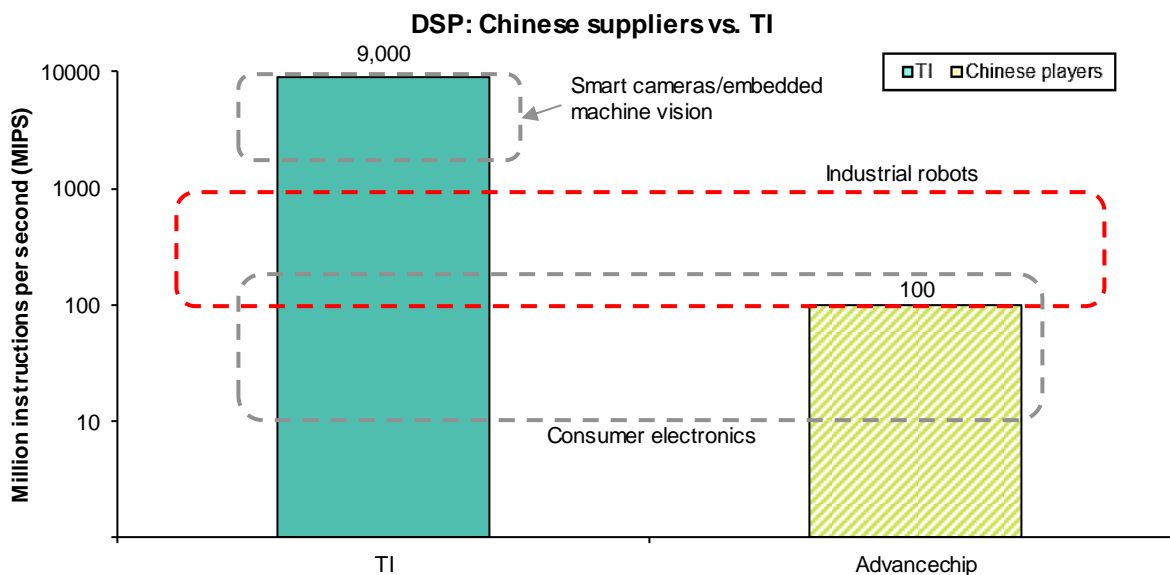 DSP: Chinese suppliers vs. TI
Million instructions per second (MIPS)
10000
1000
100
10
9,000
100
TI
Chinese players
Smart cameras/embedded
machine vision
Industrial robots
Consumer electronics
TI
Advancechip